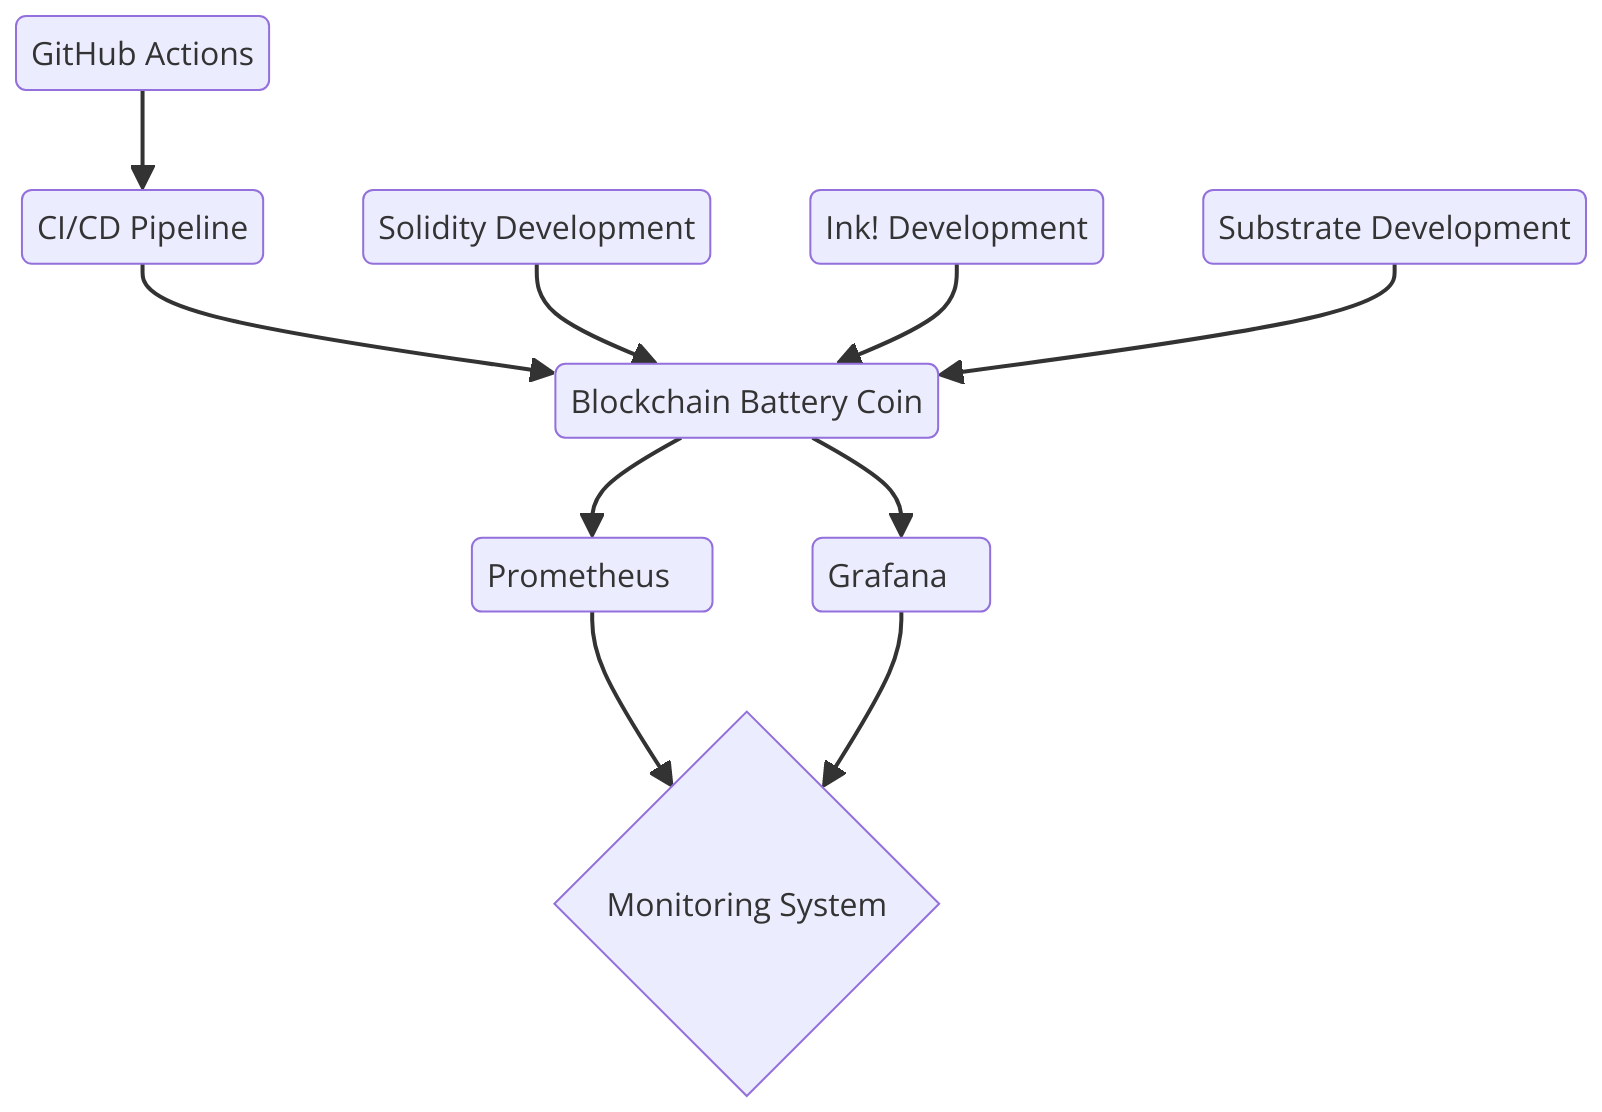 GitHub Actions
CI/CD Pipeline
Solidity Development
Ink! Development
Substrate Development
Blockchain Battery Coin
Prometheus
Grafana
Monitoring System